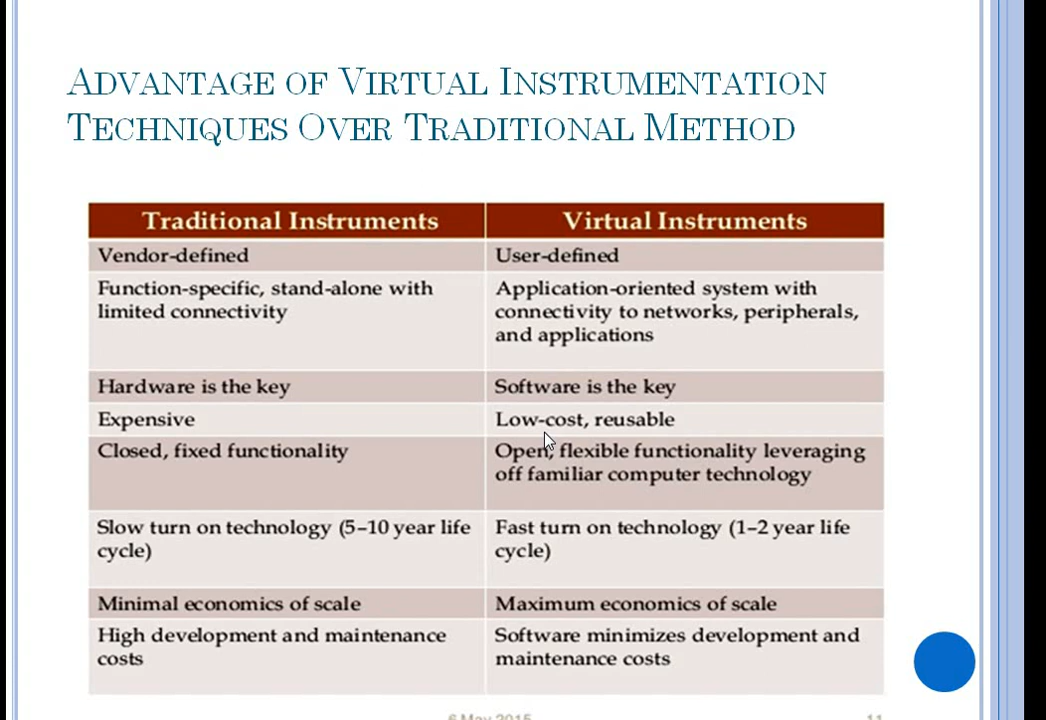 Advantage of Virtual Instrumentation
Techniques Over Traditional Method
Traditional Instruments
Virtual Instruments
Vendor-defined
User-defined
Function-specific, stand-alone with
limited connectivity
Application-oriented system with
connectivity to networks, peripherals,
and applications
Hardware is the key
Software is the key
Expensive
Low-cost, reusable
Closed, fixed functionality
Open, flexible functionality leveraging
off familiar computer technology
Slow turn on technology (5–10 year life
cycle)
Fast turn on technology (1–2 year life
cycle)
Minimal economics of scale
Maximum economics of scale
High development and maintenance
costs
Software minimizes development and
maintenance costs
6 May 2015
11